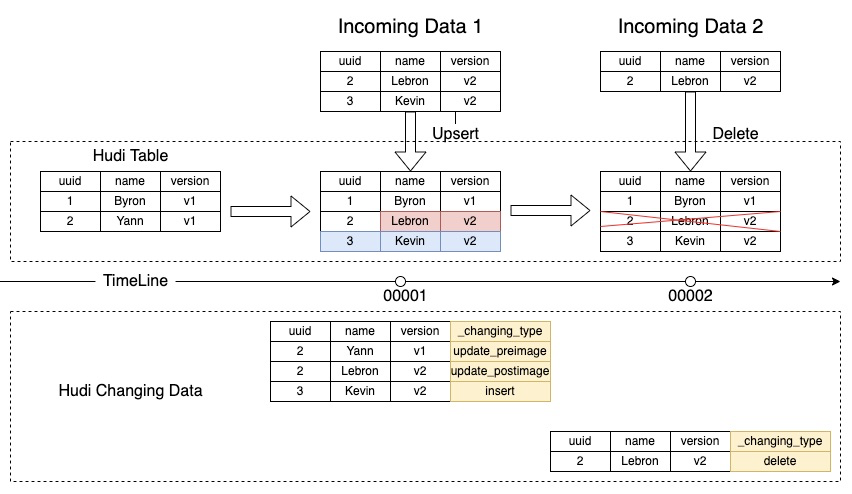 Incoming Data 1
Incoming Data 2
uuid name version
2 Lebron v2
3 Kevin v2
uuid name version
2 Lebron v2
Upsert
Delete
Hudi Table
uuid name version
1 Byron v1
2 Yann v1
uuid name version
1 Byron v1
2 Lebron v2
3 Kevin v2
uuid name version
1 Byron v1
2 Lebron v2
3 Kevin v2
TimeLine
00001
00002
Hudi Changing Data
uuid name version _changing_type
2 Yann v1 update_preimage
2 Lebron v2 update_postimage
3 Kevin v2 insert
uuid name version _changing_type
2 Lebron v2 delete